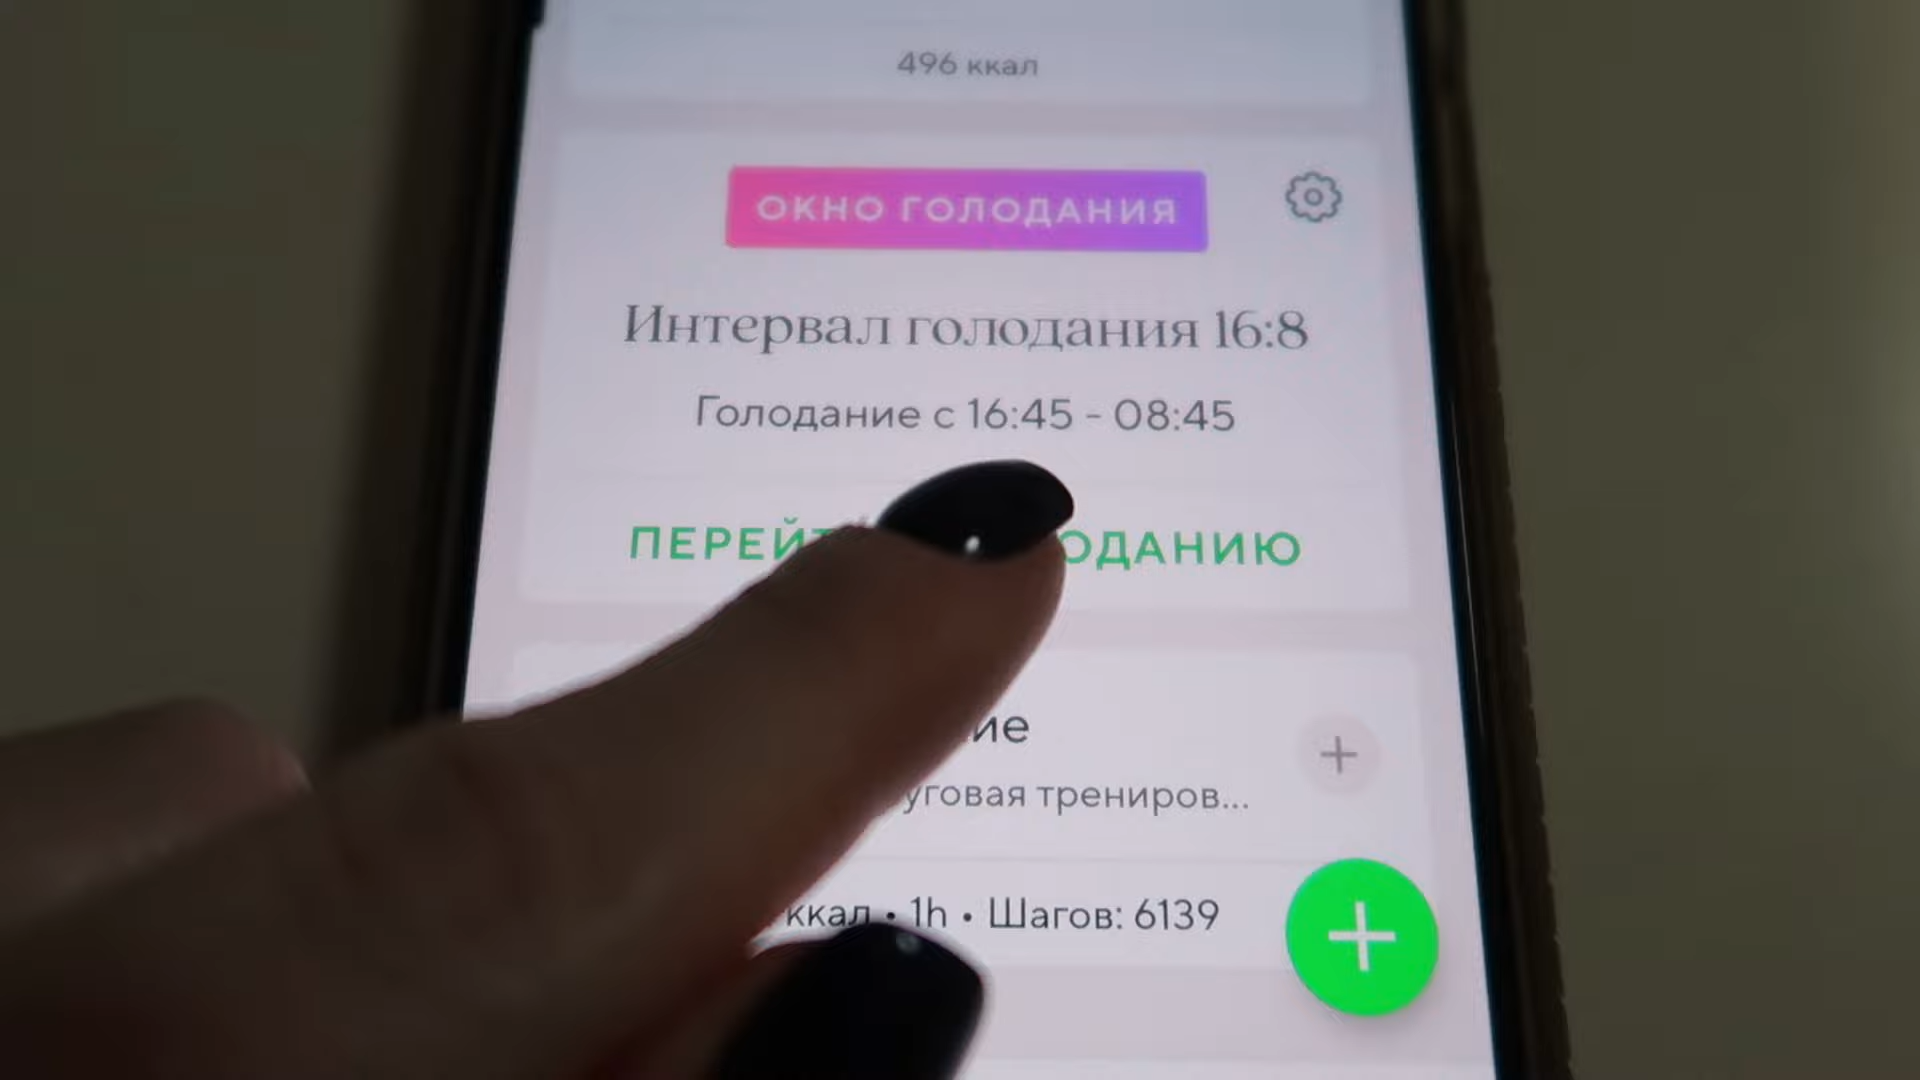 496 ккал
ОКНО ГОЛОДАНИЯ
Интервал голодания 16:8
Голодание с 16:45 - 08:45
ПЕРЕЙТ ОДАНИЮ
ие
уговая трениров...
ккал • 1h • Шагов: 6139